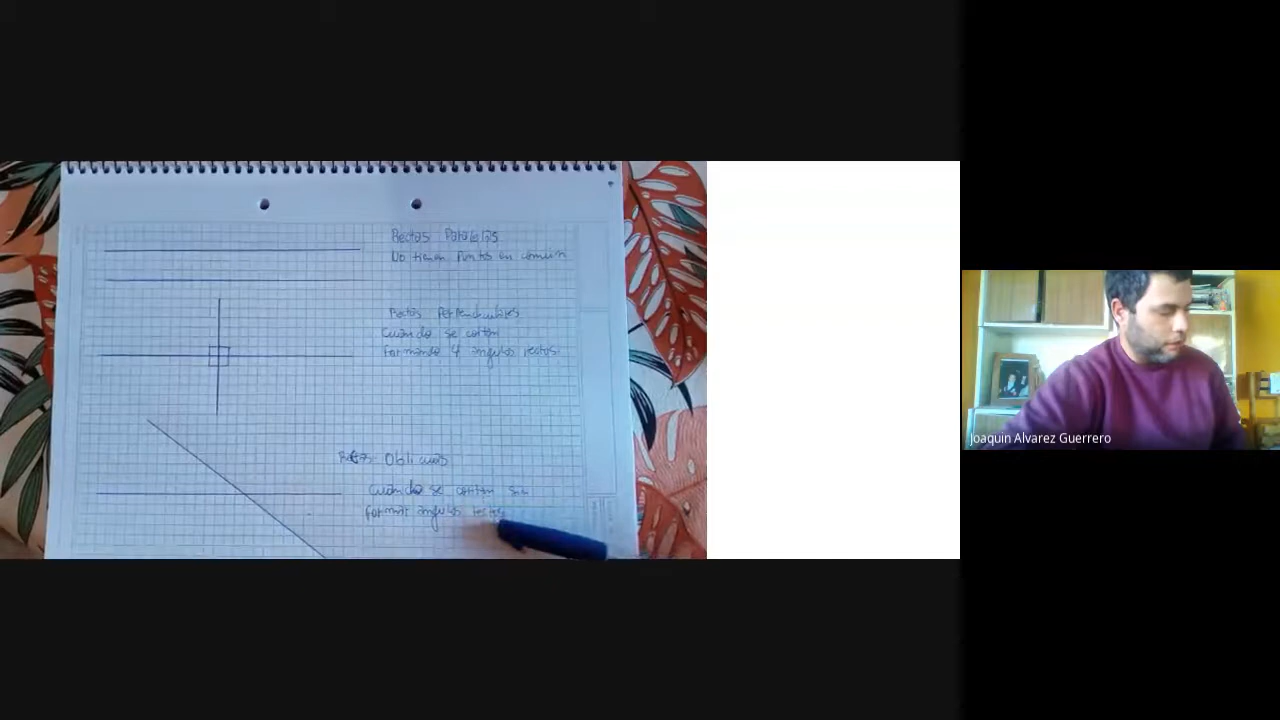 Rectas Paralelas
No tienen Puntos en común
Rectas Perpendiculares
Cuando se cortan
formando 4 ángulos rectos.
Rectas Oblicuas
Cuando se cortan sin
formar ángulos rectos
Joaquin Alvarez Guerrero